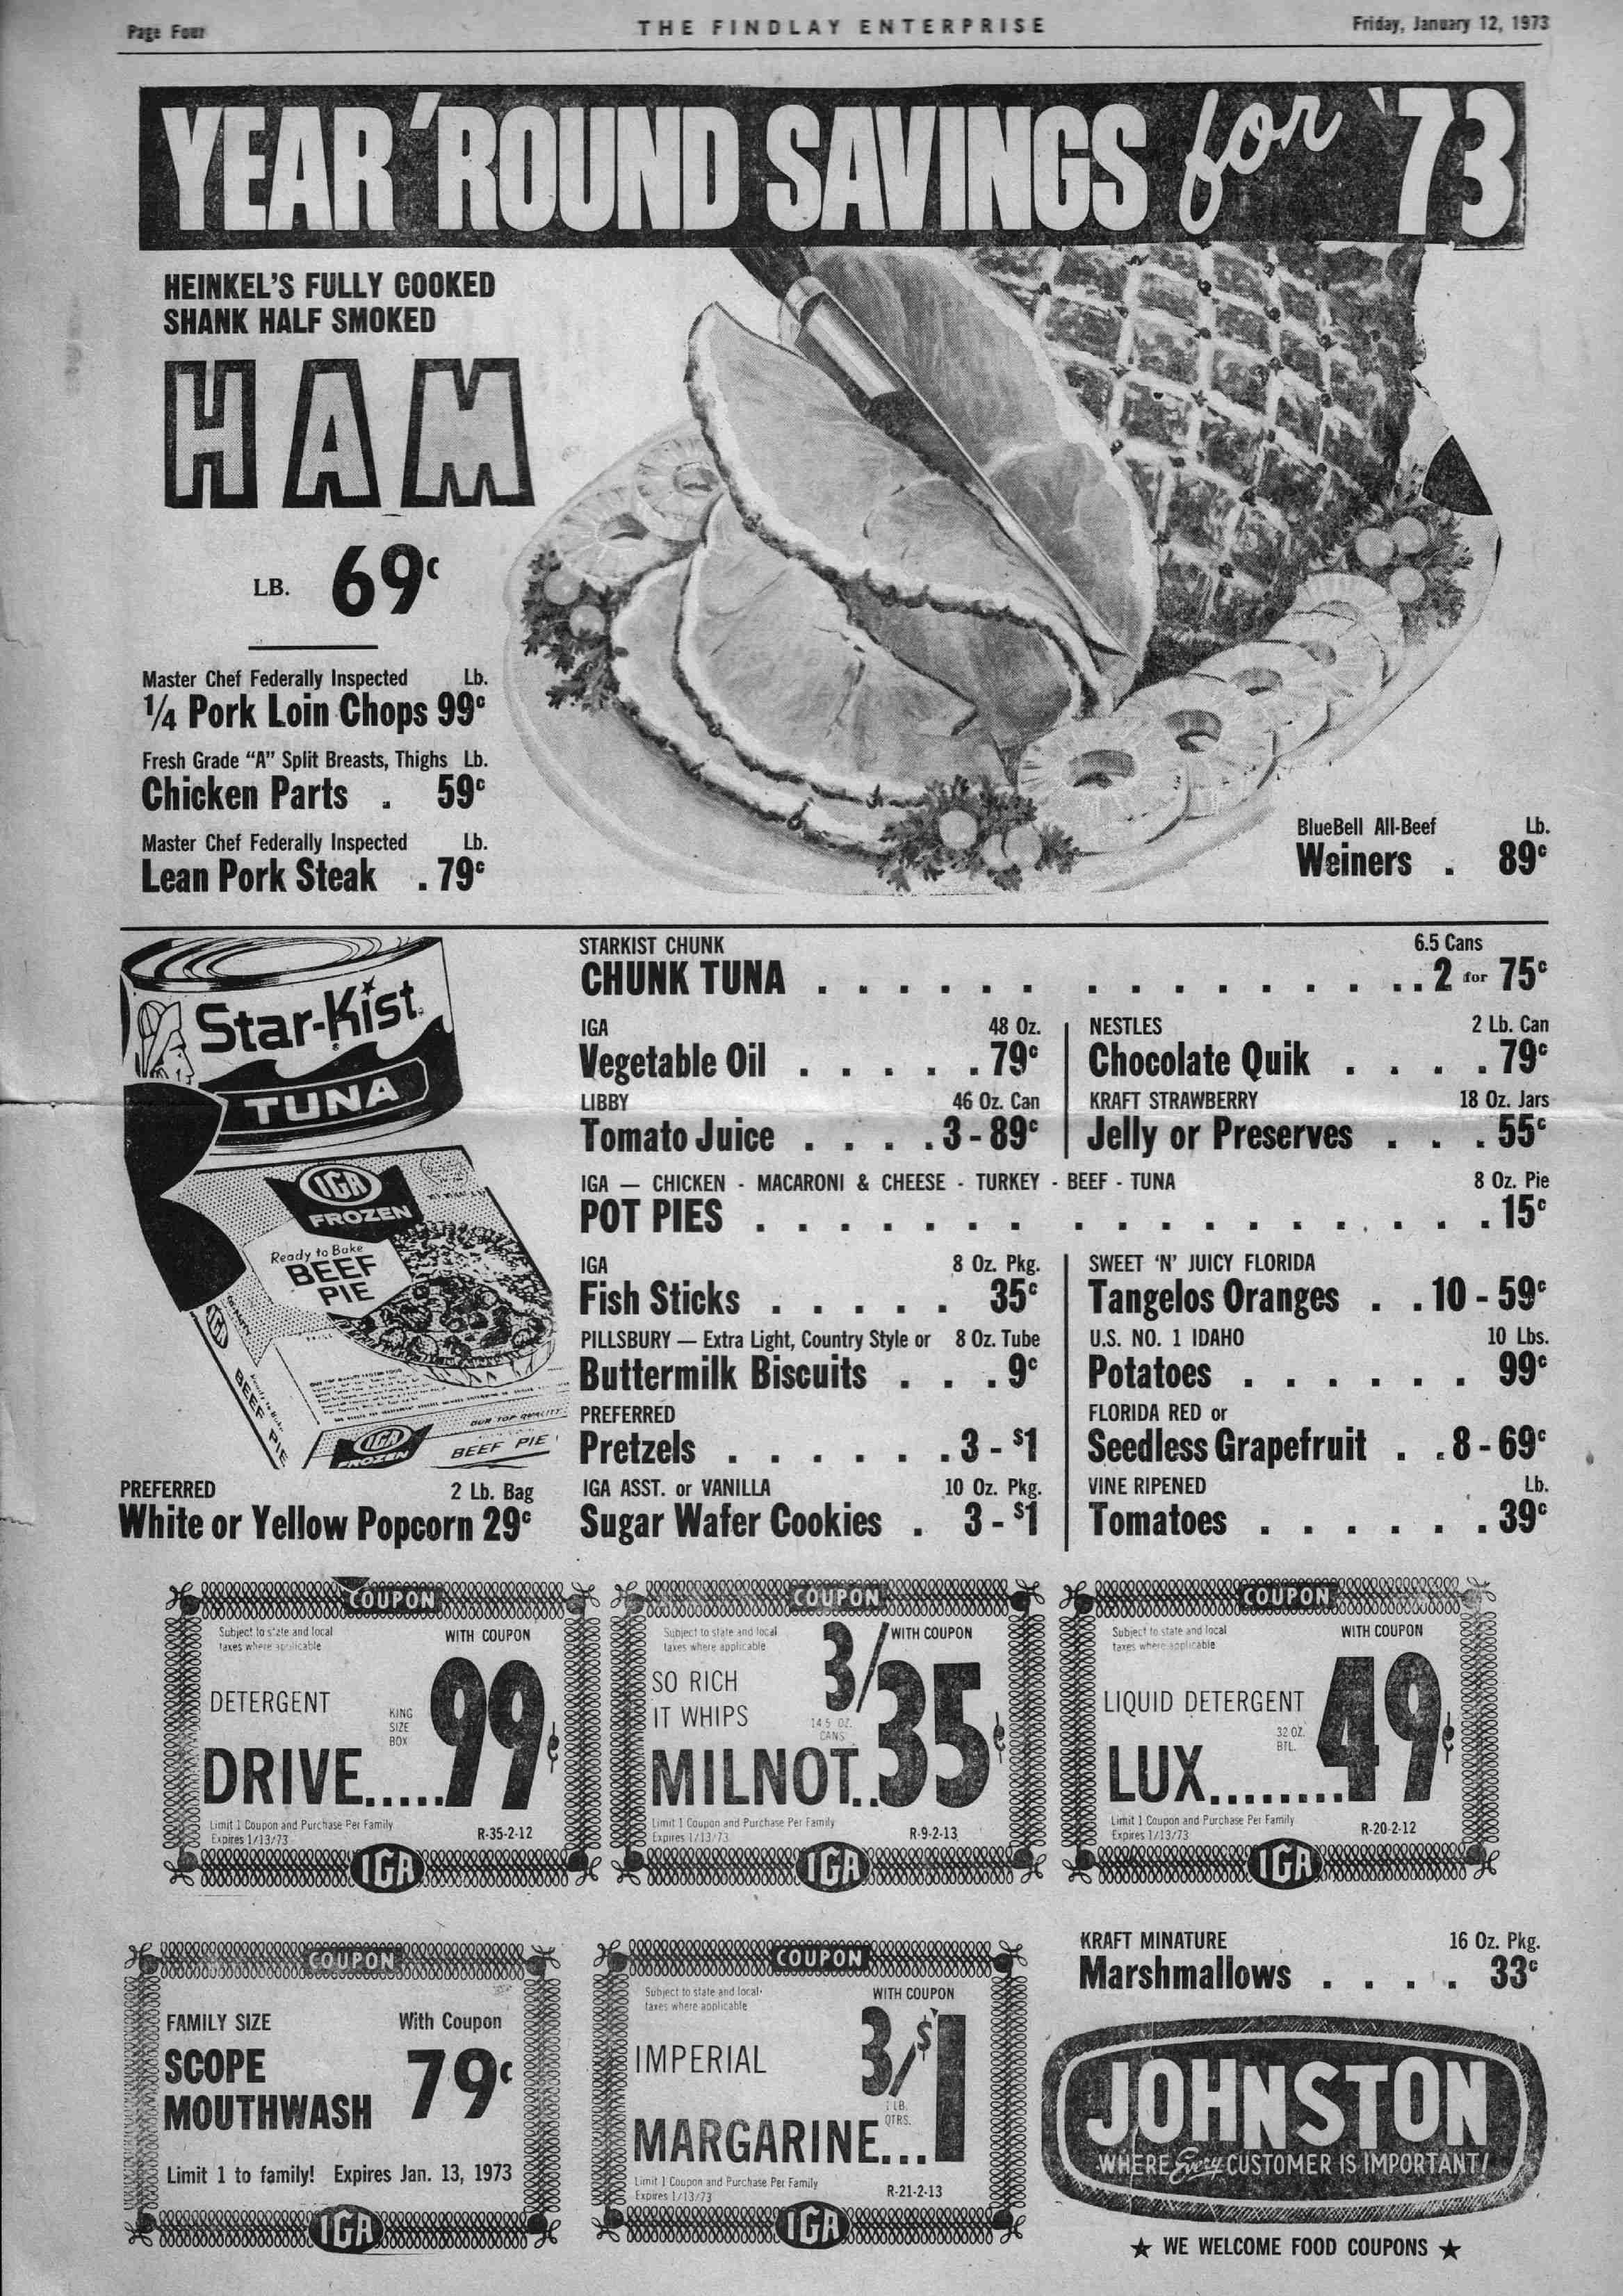 Page Four
THE FINDLAY ENTERPRISE
Friday, January 12, 1973
YEAR 'ROUND SAVINGS for '73
HEINKEL'S FULLY COOKED
SHANK HALF SMOKED
HAM
LB. 69¢
Master Chef Federally Inspected Lb.
1/4 Pork Loin Chops 99¢
Fresh Grade "A" Split Breasts, Thighs Lb.
Chicken Parts . 59¢
Master Chef Federally Inspected Lb.
Lean Pork Steak . 79¢
BlueBell All-Beef Lb.
Weiners . 89¢
Star-Kist
TUNA
IGA
FROZEN
Ready to Bake
BEEF
PIE
IGA
BEEF PIE
OUR TOP QUALITY
IGA
FROZEN
BEEF PIE
PREFERRED 2 Lb. Bag
White or Yellow Popcorn 29¢
STARKIST CHUNK 6.5 Cans
CHUNK TUNA . . . . . . . . . . . . . . . . . . . 2 for 75¢
IGA 48 Oz.
Vegetable Oil . . . . . . 79¢
LIBBY 46 Oz. Can
Tomato Juice . . . . . 3 - 89¢
NESTLES 2 Lb. Can
Chocolate Quik . . . . . 79¢
KRAFT STRAWBERRY 18 Oz. Jars
Jelly or Preserves . . . 55¢
IGA — CHICKEN - MACARONI & CHEESE - TURKEY - BEEF - TUNA 8 Oz. Pie
POT PIES . . . . . . . . . . . . . . . . . . . . 15¢
IGA 8 Oz. Pkg.
Fish Sticks . . . . . . 35¢
PILLSBURY — Extra Light, Country Style or 8 Oz. Tube
Buttermilk Biscuits . . . 9¢
PREFERRED
Pretzels . . . . . . . 3 - $1
IGA ASST. or VANILLA 10 Oz. Pkg.
Sugar Wafer Cookies . 3 - $1
SWEET 'N' JUICY FLORIDA
Tangelos Oranges . . 10 - 59¢
U.S. NO. 1 IDAHO 10 Lbs.
Potatoes . . . . . . . 99¢
FLORIDA RED or
Seedless Grapefruit . . 8 - 69¢
VINE RIPENED Lb.
Tomatoes . . . . . . . 39¢
COUPON
Subject to state and local
taxes where applicable
WITH COUPON
DETERGENT
KING
SIZE
BOX
DRIVE.....99¢
Limit 1 Coupon and Purchase Per Family
Expires 1/13/73
R-35-2-12
IGA
COUPON
Subject to state and local
taxes where applicable
WITH COUPON
SO RICH
IT WHIPS
14.5 OZ.
CANS
MILNOT..3/35¢
Limit 1 Coupon and Purchase Per Family
Expires 1/13/73
R-9-2-13
IGA
COUPON
Subject to state and local
taxes where applicable
WITH COUPON
LIQUID DETERGENT
32 OZ.
BTL.
LUX.........49¢
Limit 1 Coupon and Purchase Per Family
Expires 1/13/73
R-20-2-12
IGA
COUPON
FAMILY SIZE With Coupon
SCOPE
MOUTHWASH 79¢
Limit 1 to family! Expires Jan. 13, 1973
IGA
COUPON
Subject to state and local
taxes where applicable
WITH COUPON
IMPERIAL
1 LB.
QTRS.
MARGARINE...3/$1
Limit 1 Coupon and Purchase Per Family
Expires 1/13/73
R-21-2-13
IGA
KRAFT MINATURE 16 Oz. Pkg.
Marshmallows . . . . . 33¢
JOHNSTON
WHERE Every CUSTOMER IS IMPORTANT!
★ WE WELCOME FOOD COUPONS ★